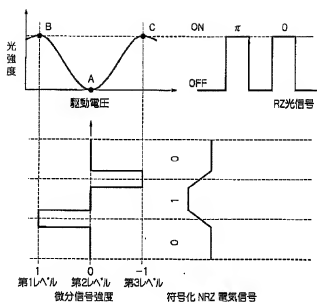 光強度
B
A
C
駆動電圧
ON
OFF
π
0
RZ光信号
0
1
0
1
0
-1
第1レベル
第2レベル
第3レベル
微分信号強度
符号化 NRZ 電気信号